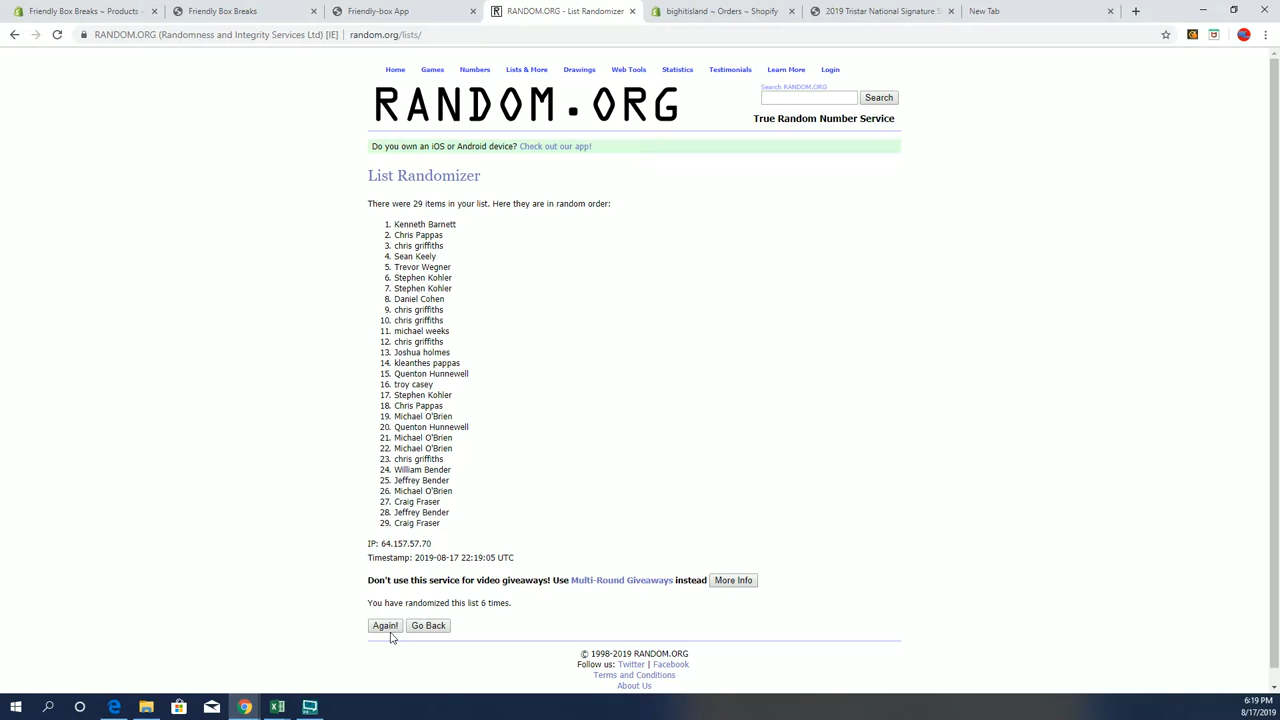 Friendly Box Breaks ~ Products ·
Friendly Box Breaks
Friendly-box App
RANDOM.ORG - List Randomizer
bightisland ~ Orders ~ Shopify
2019 Tristar National Signature S
New Tab
RANDOM.ORG (Randomness and Integrity Services Ltd) [IE] | random.org/lists/
Home Games Numbers Lists & More Drawings Web Tools Statistics Testimonials Learn More Login
RANDOM.ORG
Search RANDOM.ORG
Search
True Random Number Service
Do you own an iOS or Android device? Check out our app!
List Randomizer
There were 29 items in your list. Here they are in random order:
1. Kenneth Barnett
2. Chris Pappas
3. chris griffiths
4. Sean Keely
5. Trevor Wegner
6. Stephen Kohler
7. Stephen Kohler
8. Daniel Cohen
9. chris griffiths
10. chris griffiths
11. michael weeks
12. chris griffiths
13. Joshua holmes
14. kleanthes pappas
15. Quenton Hunnewell
16. troy casey
17. Stephen Kohler
18. Chris Pappas
19. Michael O'Brien
20. Quenton Hunnewell
21. Michael O'Brien
22. Michael O'Brien
23. chris griffiths
24. William Bender
25. Jeffrey Bender
26. Michael O'Brien
27. Craig Fraser
28. Jeffrey Bender
29. Craig Fraser
IP: 64.157.57.70
Timestamp: 2019-08-17 22:19:05 UTC
Don't use this service for video giveaways! Use Multi-Round Giveaways instead More Info
You have randomized this list 6 times.
Again! Go Back
© 1998-2019 RANDOM.ORG
Follow us: Twitter | Facebook
Terms and Conditions
About Us
6:19 PM
8/17/2019